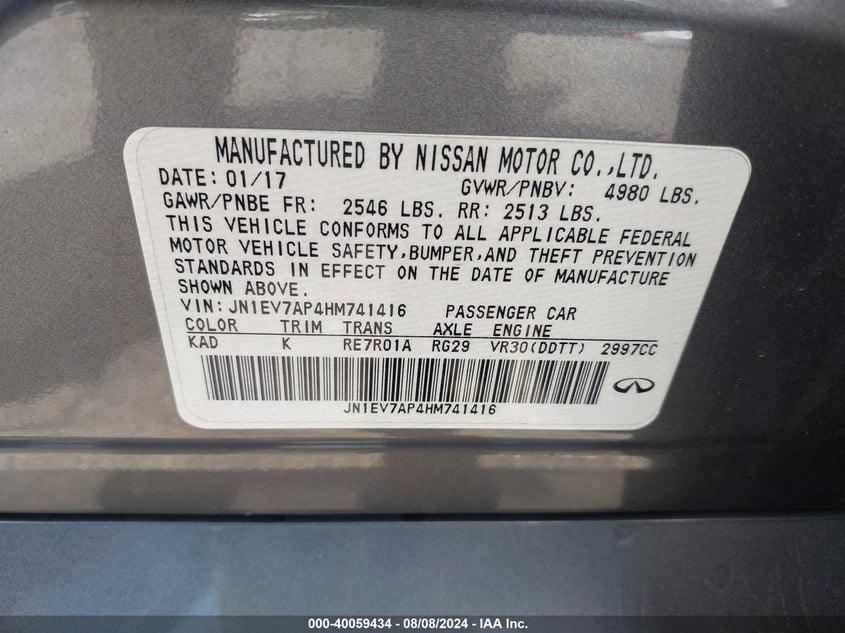 MANUFACTURED BY NISSAN MOTOR CO.,LTD.
DATE: 01/17 GVWR/PNBV: 4980 LBS.
GAWR/PNBE FR: 2546 LBS. RR: 2513 LBS.
THIS VEHICLE CONFORMS TO ALL APPLICABLE FEDERAL
MOTOR VEHICLE SAFETY,BUMPER,AND THEFT PREVENTION
STANDARDS IN EFFECT ON THE DATE OF MANUFACTURE
SHOWN ABOVE.
VIN: JN1EV7AP4HM741416 PASSENGER CAR
COLOR TRIM TRANS AXLE ENGINE
KAD K RE7R01A RG29 VR30(DDTT) 2997CC
JN1EV7AP4HM741416
000-40059434 - 08/08/2024 - IAA Inc.